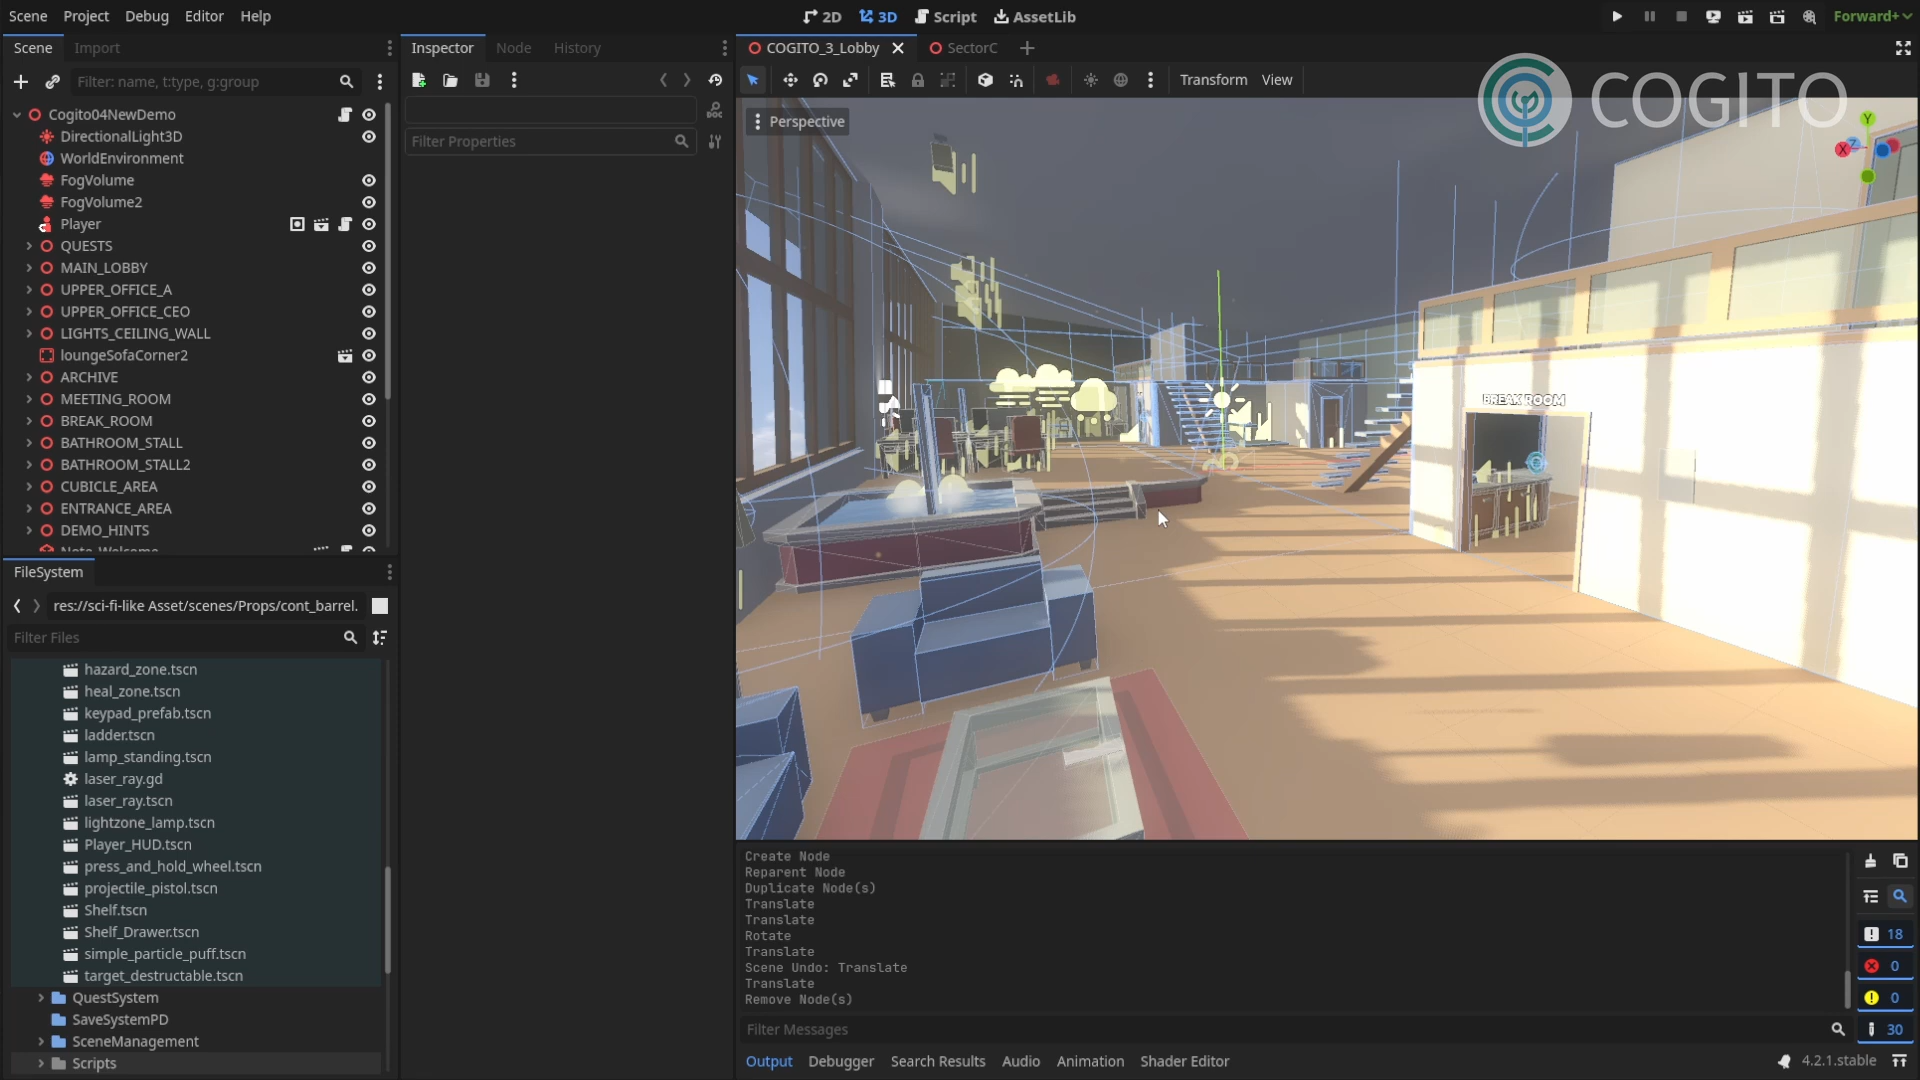 Scene Project Debug Editor Help
2D 3D Script AssetLib
Forward+
Scene Import
Filter: name, t:type, g:group
Cogito04NewDemo
DirectionalLight3D
WorldEnvironment
FogVolume
FogVolume2
Player
QUESTS
MAIN_LOBBY
UPPER_OFFICE_A
UPPER_OFFICE_CEO
LIGHTS_CEILING_WALL
loungeSofaCorner2
ARCHIVE
MEETING_ROOM
BREAK_ROOM
BATHROOM_STALL
BATHROOM_STALL2
CUBICLE_AREA
ENTRANCE_AREA
DEMO_HINTS
Note_Welcome
FileSystem
res://sci-fi-like Asset/scenes/Props/cont_barrel.
Filter Files
hazard_zone.tscn
heal_zone.tscn
keypad_prefab.tscn
ladder.tscn
lamp_standing.tscn
laser_ray.gd
laser_ray.tscn
lightzone_lamp.tscn
Player_HUD.tscn
press_and_hold_wheel.tscn
projectile_pistol.tscn
Shelf.tscn
Shelf_Drawer.tscn
simple_particle_puff.tscn
target_destructable.tscn
QuestSystem
SaveSystemPD
SceneManagement
Scripts
Inspector Node History
Filter Properties
COGITO_3_Lobby SectorC
Transform View
Perspective
COGITO
Y
X Z
BREAK ROOM
Create Node
Reparent Node
Duplicate Node(s)
Translate
Translate
Rotate
Translate
Scene Undo: Translate
Translate
Remove Node(s)
18
0
0
30
Filter Messages
Output Debugger Search Results Audio Animation Shader Editor
4.2.1.stable